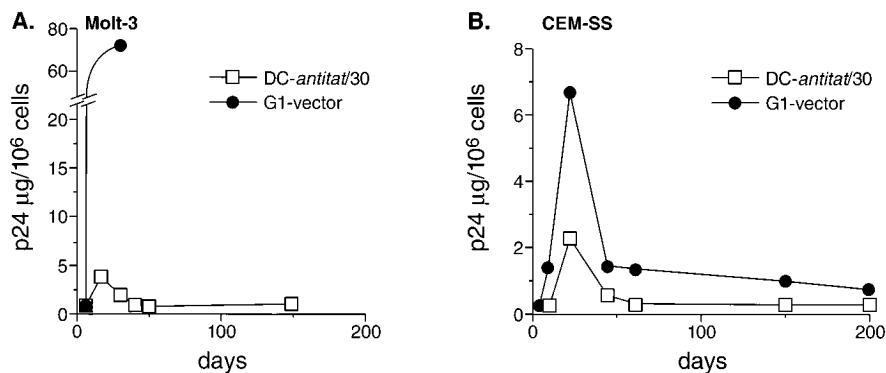 A. Molt-3
80
60
20
15
10
5
0
p24 µg/10⁶ cells
DC-antitat/30
G1-vector
0
100
200
days
B. CEM-SS
8
6
4
2
0
p24 µg/10⁶ cells
DC-antitat/30
G1-vector
0
100
200
days